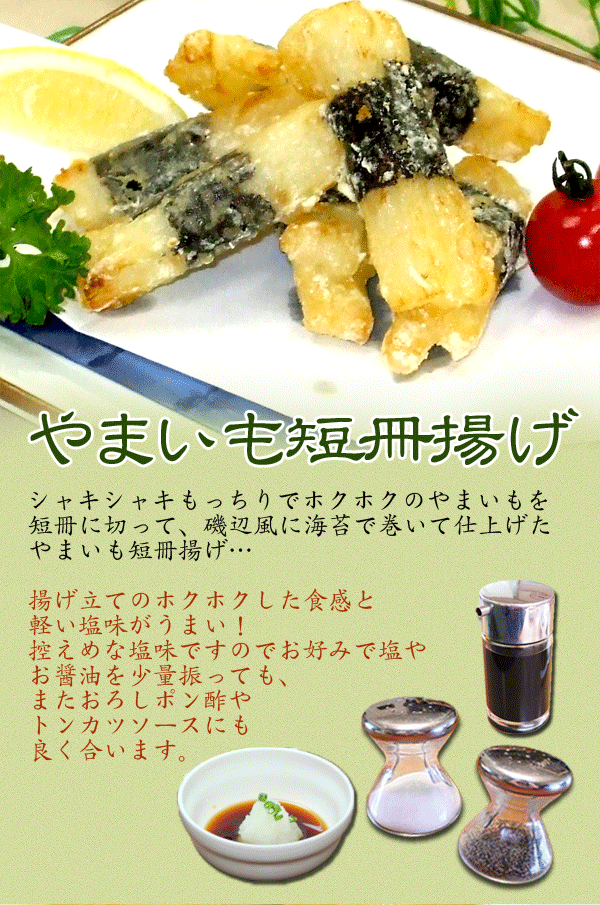 やまいも短冊揚げ
シャキシャキもっちりでホクホクのやまいもを
短冊に切って、磯辺風に海苔で巻いて仕上げた
やまいも短冊揚げ…
揚げ立てのホクホクした食感と
軽い塩味がうまい！
控えめな塩味ですのでお好みで塩や
お醤油を少量振っても、
またおろしポン酢や
トンカツソースにも
良く合います。